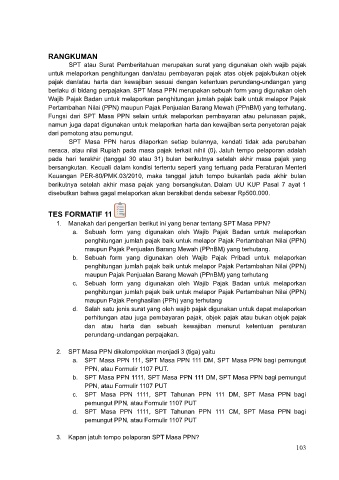 RANGKUMAN
SPT atau Surat Pemberitahuan merupakan surat yang digunakan oleh wajib pajak
untuk melaporkan penghitungan dan/atau pembayaran pajak atas objek pajak/bukan objek
pajak dan/atau harta dan kewajiban sesuai dengan ketentuan perundang-undangan yang
berlaku di bidang perpajakan. SPT Masa PPN merupakan sebuah form yang digunakan oleh
Wajib Pajak Badan untuk melaporkan penghitungan jumlah pajak baik untuk melapor Pajak
Pertambahan Nilai (PPN) maupun Pajak Penjualan Barang Mewah (PPnBM) yang terhutang.
Fungsi dari SPT Masa PPN selain untuk melaporkan pembayaran atau pelunasan pajak,
namun juga dapat digunakan untuk melaporkan harta dan kewajiban serta penyetoran pajak
dari pemotong atau pemungut.
SPT Masa PPN harus dilaporkan setiap bulannya, kendati tidak ada perubahan
neraca, atau nilai Rupiah pada masa pajak terkait nihil (0). Jatuh tempo pelaporan adalah
pada hari terakhir (tanggal 30 atau 31) bulan berikutnya setelah akhir masa pajak yang
bersangkutan. Kecuali dalam kondisi tertentu seperti yang tertuang pada Peraturan Menteri
Keuangan PER-80/PMK.03/2010, maka tanggal jatuh tempo bukanlah pada akhir bulan
berikutnya setelah akhir masa pajak yang bersangkutan. Dalam UU KUP Pasal 7 ayat 1
disebutkan bahwa gagal melaporkan akan berakibat denda sebesar Rp500.000.
TES FORMATIF 11
1. Manakah dari pengertian berikut ini yang benar tentang SPT Masa PPN?
a. Sebuah form yang digunakan oleh Wajib Pajak Badan untuk melaporkan
penghitungan jumlah pajak baik untuk melapor Pajak Pertambahan Nilai (PPN)
maupun Pajak Penjualan Barang Mewah (PPnBM) yang terhutang.
b. Sebuah form yang digunakan oleh Wajib Pajak Pribadi untuk melaporkan
penghitungan jumlah pajak baik untuk melapor Pajak Pertambahan Nilai (PPN)
maupun Pajak Penjualan Barang Mewah (PPnBM) yang terhutang
c. Sebuah form yang digunakan oleh Wajib Pajak Badan untuk melaporkan
penghitungan jumlah pajak baik untuk melapor Pajak Pertambahan Nilai (PPN)
maupun Pajak Penghasilan (PPh) yang terhutang
d. Salah satu jenis surat yang oleh wajib pajak digunakan untuk dapat melaporkan
perhitungan atau juga pembayaran pajak, objek pajak atau bukan objek pajak
dan atau harta dan sebuah kewajiban menurut ketentuan peraturan
perundang-undangan perpajakan.
2. SPT Masa PPN dikelompokkan menjadi 3 (tiga) yaitu
a. SPT Masa PPN 111, SPT Masa PPN 111 DM, SPT Masa PPN bagi pemungut
PPN, atau Formulir 1107 PUT.
b. SPT Masa PPN 1111, SPT Masa PPN 111 DM, SPT Masa PPN bagi pemungut
PPN, atau Formulir 1107 PUT
c. SPT Masa PPN 1111, SPT Tahunan PPN 111 DM, SPT Masa PPN bagi
pemungut PPN, atau Formulir 1107 PUT
d. SPT Masa PPN 1111, SPT Tahunan PPN 111 CM, SPT Masa PPN bagi
pemungut PPN, atau Formulir 1107 PUT
3. Kapan jatuh tempo pelaporan SPT Masa PPN?
103